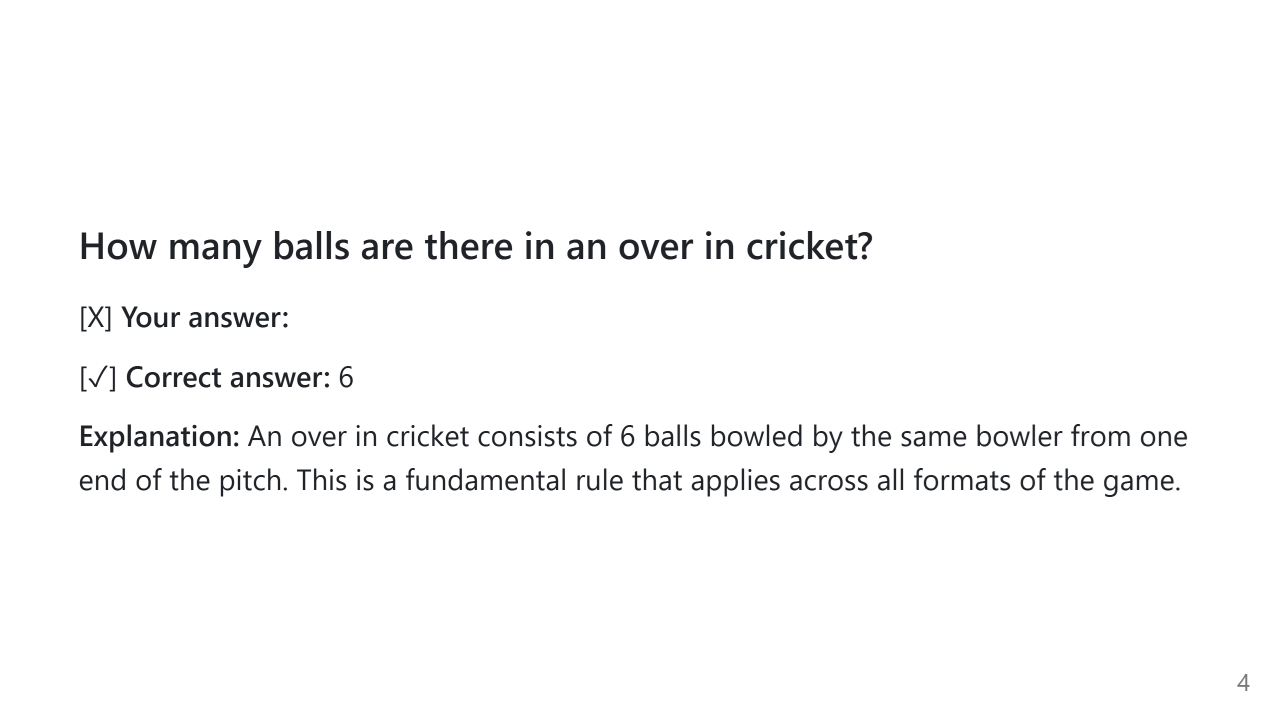 How many balls are there in an over in cricket?
[X] Your answer:
[✓] Correct answer: 6
Explanation: An over in cricket consists of 6 balls bowled by the same bowler from one
end of the pitch. This is a fundamental rule that applies across all formats of the game.
4